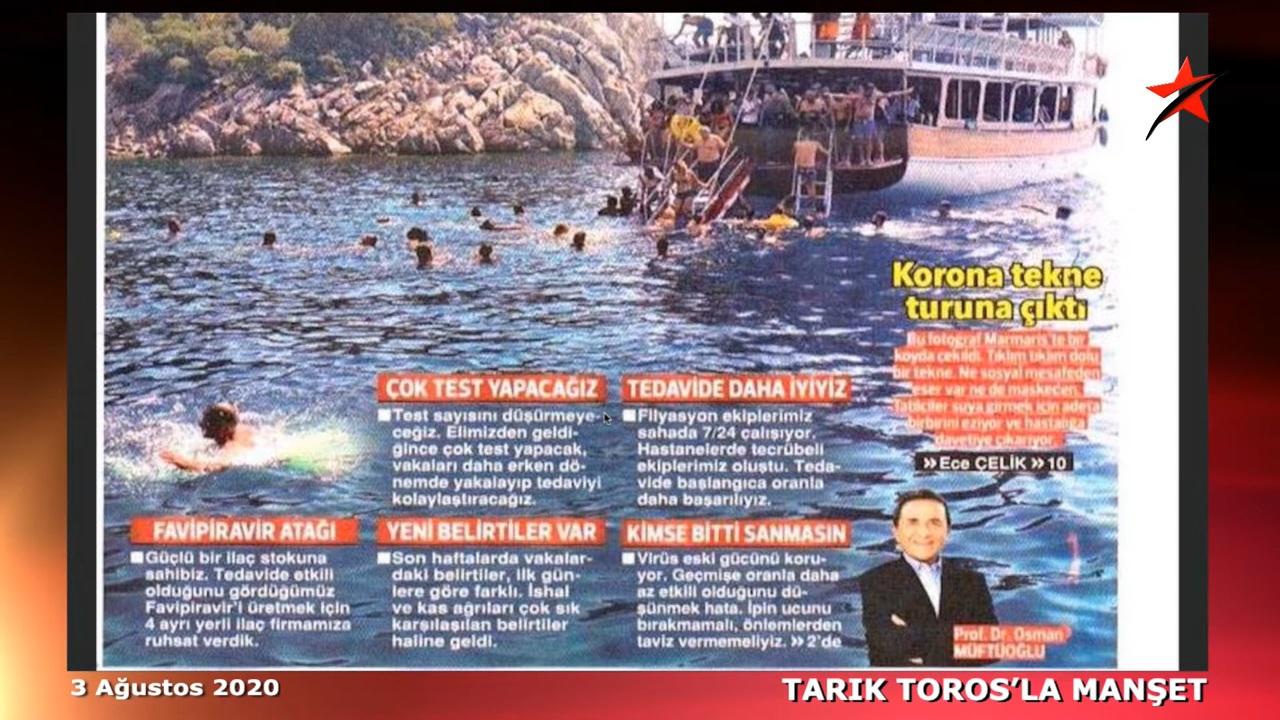 Korona tekne
turuna çıktı
Bu fotoğraf Marmaris'te bir
koyda çekildi. Tıklım tıklım dolu
bir tekne. Ne sosyal mesafeden
eser var ne de maskeden.
Tatilciler suya girmek için adeta
birbirini eziyor ve hastalığa
davetiye çıkarıyor.
»Ece ÇELİK »10
ÇOK TEST YAPACAĞIZ
■Test sayısını düşürmeye-
ceğiz. Elimizden geldi-
ğince çok test yapacak,
vakaları daha erken dö-
nemde yakalayıp tedaviyi
kolaylaştıracağız.
TEDAVİDE DAHA İYİYİZ
■Filyasyon ekiplerimiz
sahada 7/24 çalışıyor.
Hastanelerde tecrübeli
ekiplerimiz oluştu. Teda-
vide başlangıca oranla
daha başarılıyız.
FAVİPİRAVİR ATAĞI
■Güçlü bir ilaç stokuna
sahibiz. Tedavide etkili
olduğunu gördüğümüz
Favipiravir'i üretmek için
4 ayrı yerli ilaç firmamıza
ruhsat verdik.
YENİ BELİRTİLER VAR
■Son haftalarda vakalar-
daki belirtiler, ilk gün-
lere göre farklı. İshal
ve kas ağrıları çok sık
karşılaşılan belirtiler
haline geldi.
KİMSE BİTTİ SANMASIN
■Virüs eski gücünü koru-
yor. Geçmişe oranla daha
az etkili olduğunu dü-
şünmek hata. İpin ucunu
bırakmamalı, önlemlerden
taviz vermemeliyiz. »2'de
Prof. Dr. Osman
MÜFTÜOĞLU
3 Ağustos 2020
TARIK TOROS'LA MANŞET